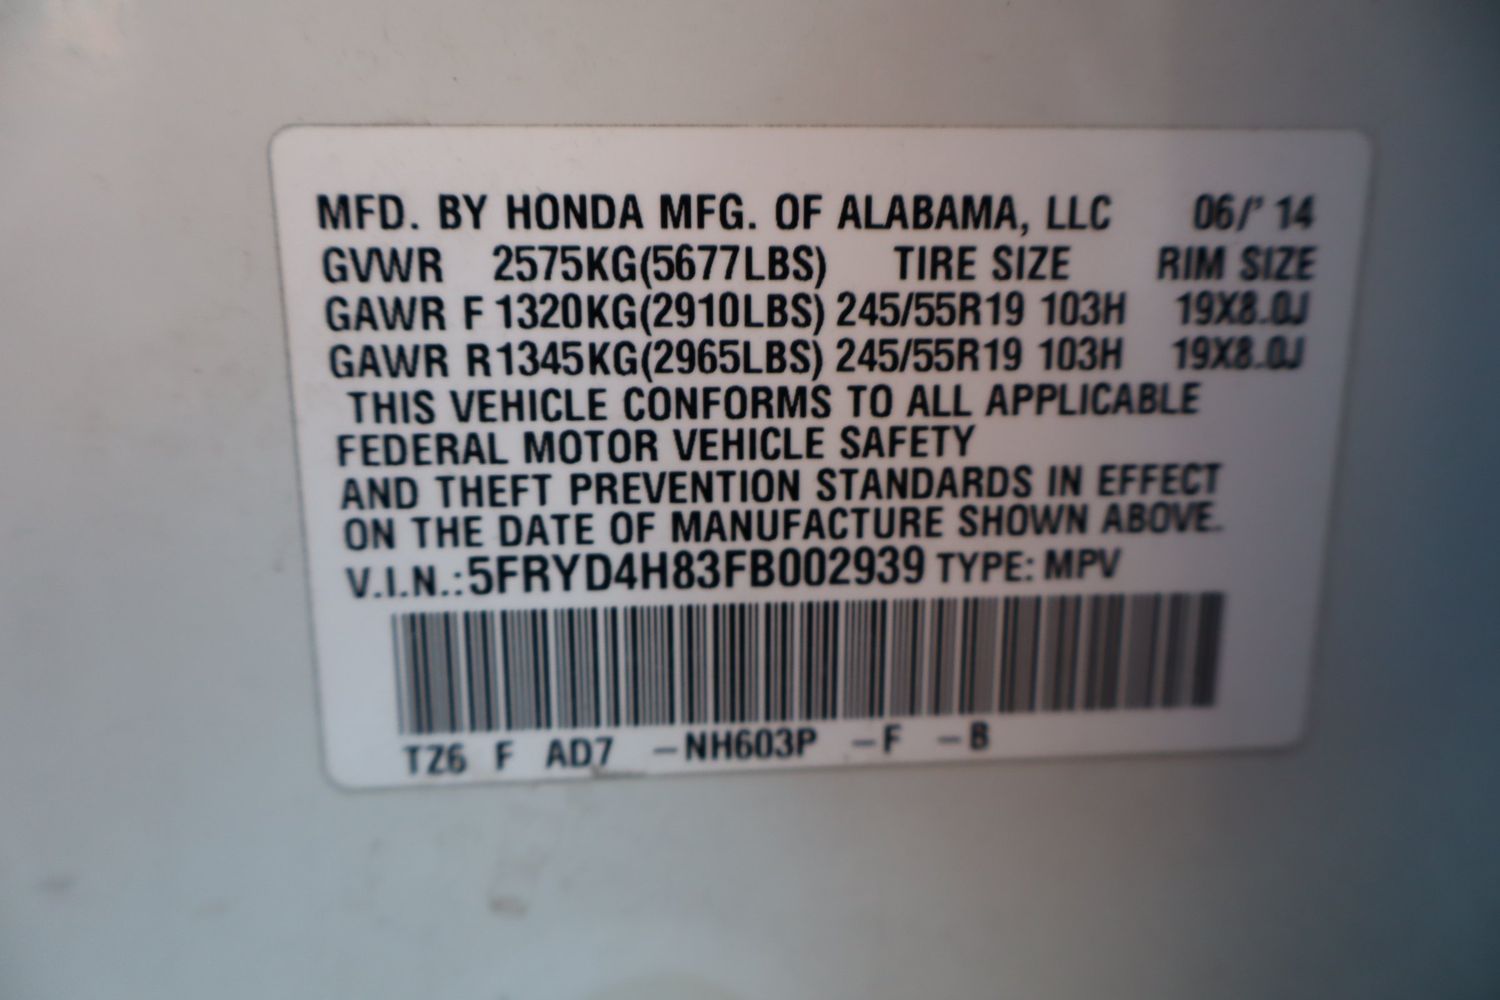 MFD. BY HONDA MFG. OF ALABAMA, LLC 06/' 14
GVWR 2575KG(5677LBS) TIRE SIZE RIM SIZE
GAWR F 1320KG(2910LBS) 245/55R19 103H 19X8.0J
GAWR R1345KG(2965LBS) 245/55R19 103H 19X8.0J
THIS VEHICLE CONFORMS TO ALL APPLICABLE
FEDERAL MOTOR VEHICLE SAFETY
AND THEFT PREVENTION STANDARDS IN EFFECT
ON THE DATE OF MANUFACTURE SHOWN ABOVE.
V.I.N.:5FRYD4H83FB002939 TYPE: MPV
TZ6 F AD7 -NH603P -F -B